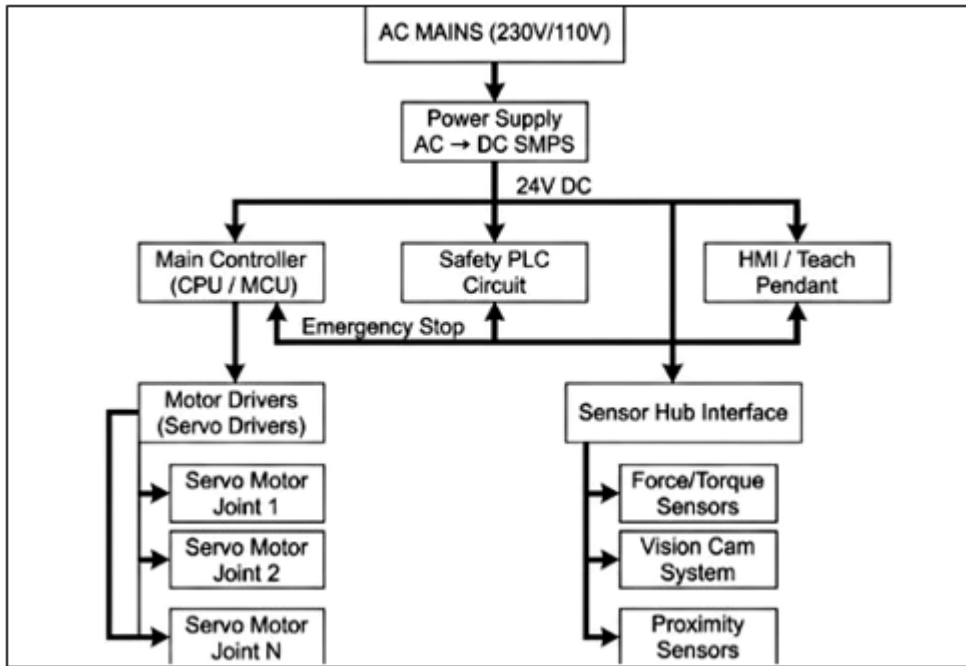 AC MAINS (230V/110V)
Power Supply
AC → DC SMPS
24V DC
Main Controller
(CPU / MCU)
Safety PLC
Circuit
HMI / Teach
Pendant
Emergency Stop
Motor Drivers
(Servo Drivers)
Sensor Hub Interface
Servo Motor
Joint 1
Force/Torque
Sensors
Servo Motor
Joint 2
Vision Cam
System
Servo Motor
Joint N
Proximity
Sensors